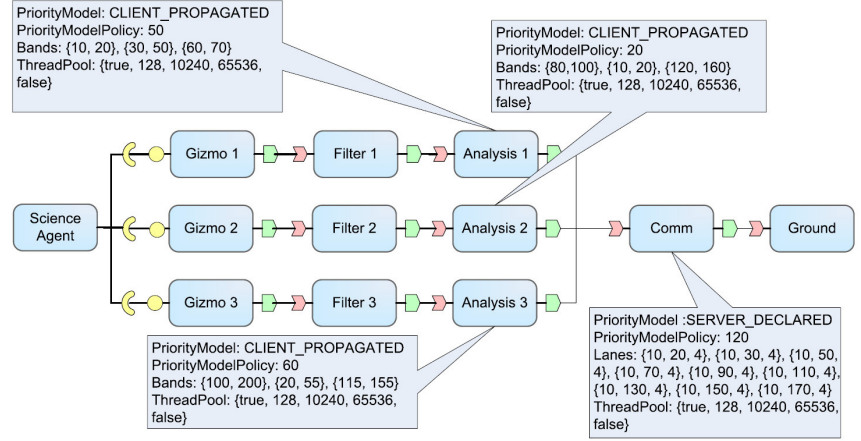 PriorityModel: CLIENT_PROPAGATED
PriorityModelPolicy: 50
Bands: {10, 20}, {30, 50}, {60, 70}
ThreadPool: {true, 128, 10240, 65536,
false}
PriorityModel: CLIENT_PROPAGATED
PriorityModelPolicy: 20
Bands: {80,100}, {10, 20}, {120, 160}
ThreadPool: {true, 128, 10240, 65536,
false}
Gizmo 1
Filter 1
Analysis 1
Science
Agent
Gizmo 2
Filter 2
Analysis 2
Comm
Ground
Gizmo 3
Filter 3
Analysis 3
PriorityModel: CLIENT_PROPAGATED
PriorityModelPolicy: 60
Bands: {100, 200}, {20, 55}, {115, 155}
ThreadPool: {true, 128, 10240, 65536,
false}
PriorityModel :SERVER_DECLARED
PriorityModelPolicy: 120
Lanes: {10, 20, 4}, {10, 30, 4}, {10, 50,
4}, {10, 70, 4}, {10, 90, 4}, {10, 110, 4},
{10, 130, 4}, {10, 150, 4}, {10, 170, 4}
ThreadPool: {true, 128, 10240, 65536,
false}